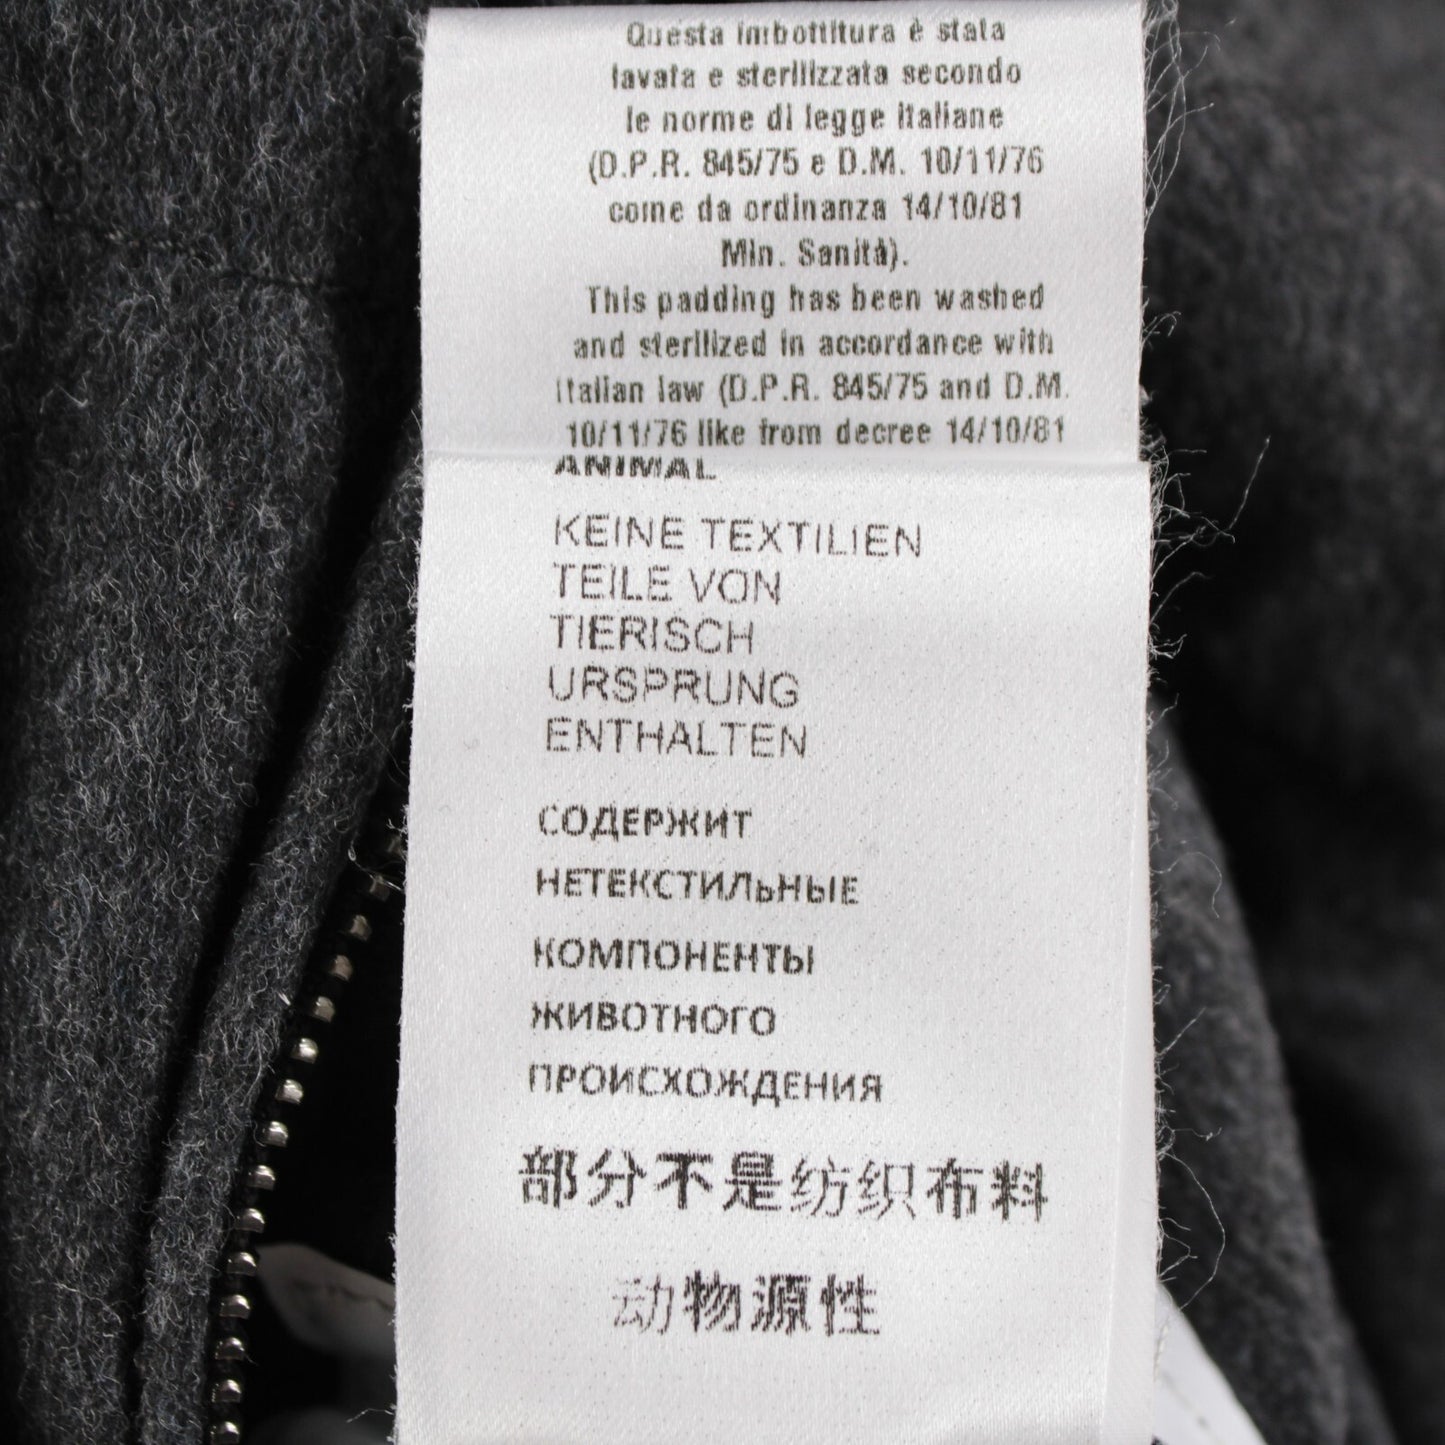 Questa imbottitura è stata
lavata e sterilizzata secondo
le norme di legge italiane
(D.P.R. 845/75 e D.M. 10/11/76
come da ordinanza 14/10/81
Min. Sanità).
This padding has been washed
and sterilized in accordance with
Italian law (D.P.R. 845/75 and D.M.
10/11/76 like from decree 14/10/81
ANIMAL
KEINE TEXTILIEN
TEILE VON
TIERISCH
URSPRUNG
ENTHALTEN
СОДЕРЖИТ
НЕТЕКСТИЛЬНЫЕ
КОМПОНЕНТЫ
ЖИВОТНОГО
ПРОИСХОЖДЕНИЯ
部分不是纺织布料
动物源性